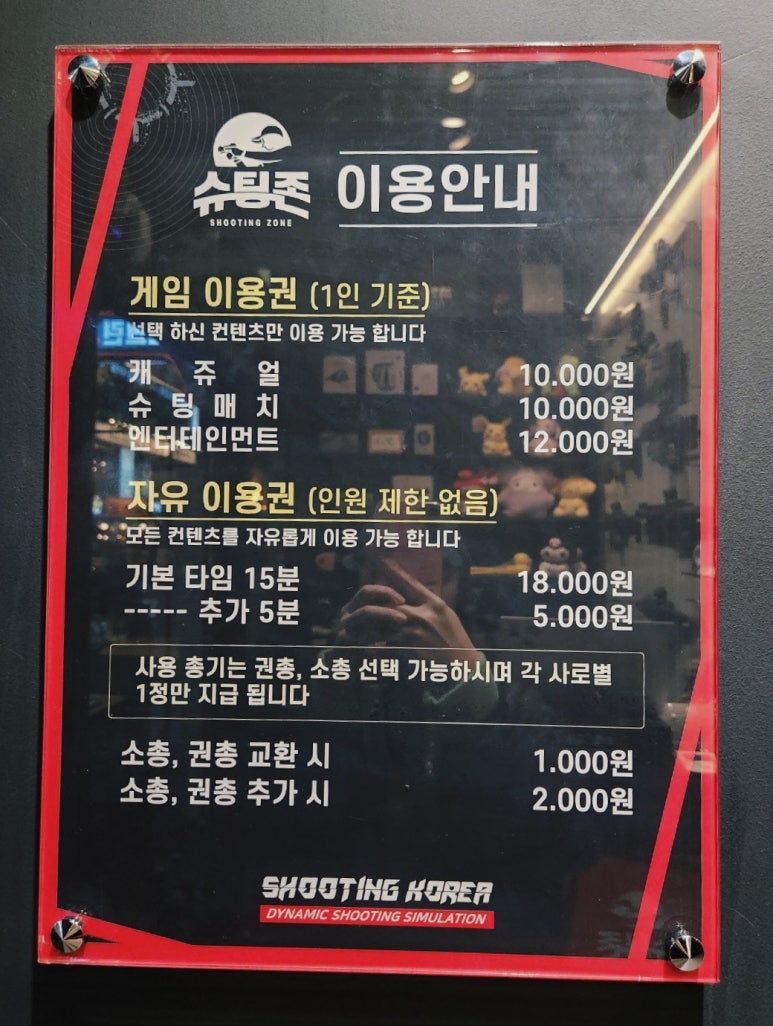 슈팅존
SHOOTING ZONE
이용안내
게임 이용권 (1인 기준)
선택 하신 컨텐츠만 이용 가능 합니다
캐 쥬 얼 10.000원
슈 팅 매 치 10.000원
엔터테인먼트 12.000원
자유 이용권 (인원 제한 없음)
모든 컨텐츠를 자유롭게 이용 가능 합니다
기본 타임 15분 18.000원
----- 추가 5분 5.000원
사용 총기는 권총, 소총 선택 가능하시며 각 사로별
1정만 지급 됩니다
소총, 권총 교환 시 1.000원
소총, 권총 추가 시 2.000원
SHOOTING KOREA
DYNAMIC SHOOTING SIMULATION